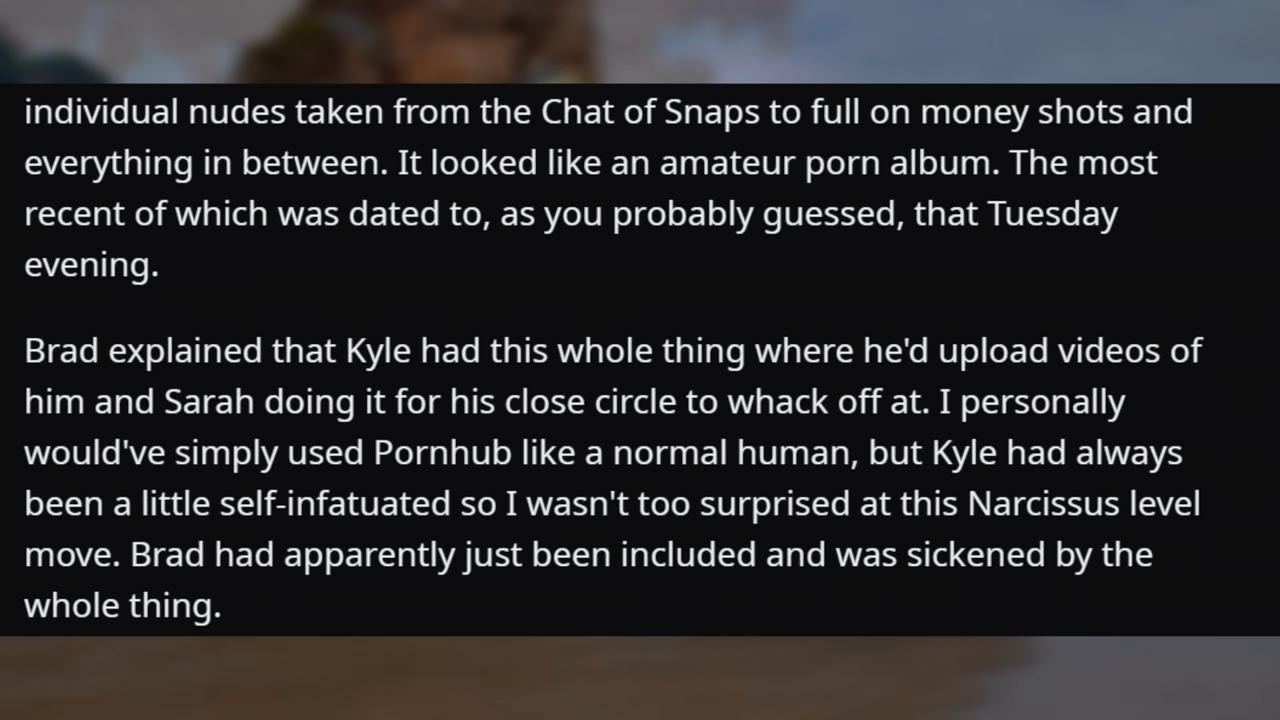 individual nudes taken from the Chat of Snaps to full on money shots and
everything in between. It looked like an amateur porn album. The most
recent of which was dated to, as you probably guessed, that Tuesday
evening.
Brad explained that Kyle had this whole thing where he'd upload videos of
him and Sarah doing it for his close circle to whack off at. I personally
would've simply used Pornhub like a normal human, but Kyle had always
been a little self-infatuated so I wasn't too surprised at this Narcissus level
move. Brad had apparently just been included and was sickened by the
whole thing.